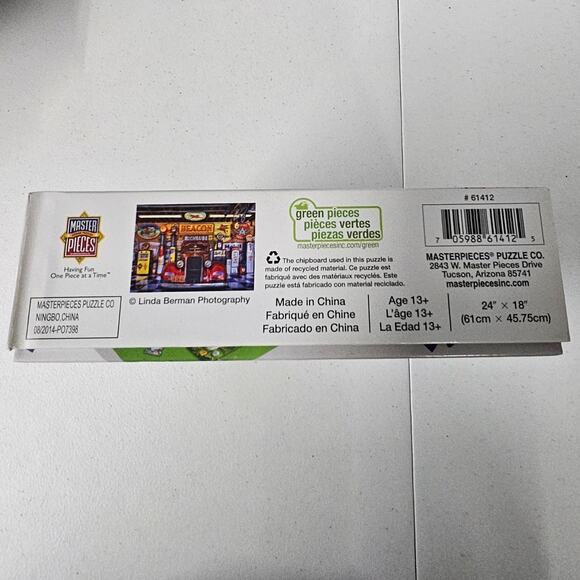 MASTER
PIECES
Having Fun
One Piece at a Time™
MASTERPIECES PUZZLE CO
NINGBO,CHINA
08/2014-PO7398
BEACON
© Linda Berman Photography
green pieces
pièces vertes
piezas verdes
masterpiecesinc.com/green
The chipboard used in this puzzle is
made of recycled material. Ce puzzle est
fabriqué avec des matériaux recyclés. Este
puzzle está fabricado con material reciclado.
Made in China
Fabriqué en Chine
Fabricado en China
Age 13+
L'âge 13+
La Edad 13+
# 61412
7 05988 61412 5
MASTERPIECES® PUZZLE CO.
2843 W. Master Pieces Drive
Tucson, Arizona 85741
masterpiecesinc.com
24" × 18"
(61cm × 45.75cm)